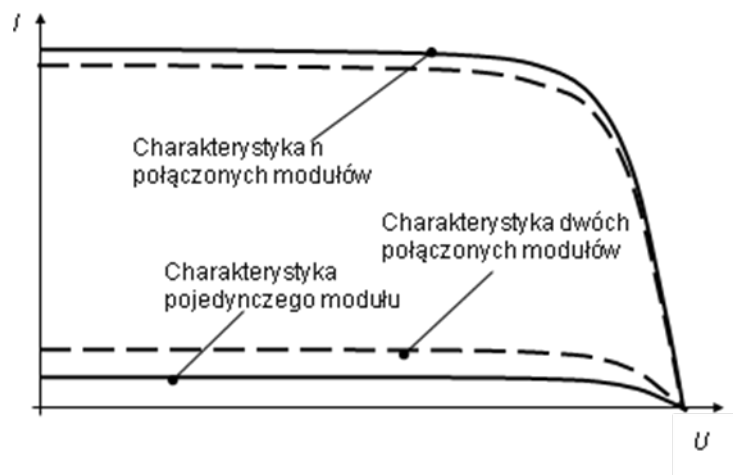 I
Charakterystyka n
połączonych modułów
Charakterystyka dwóch
połączonych modułów
Charakterystyka
pojedynczego modułu
U